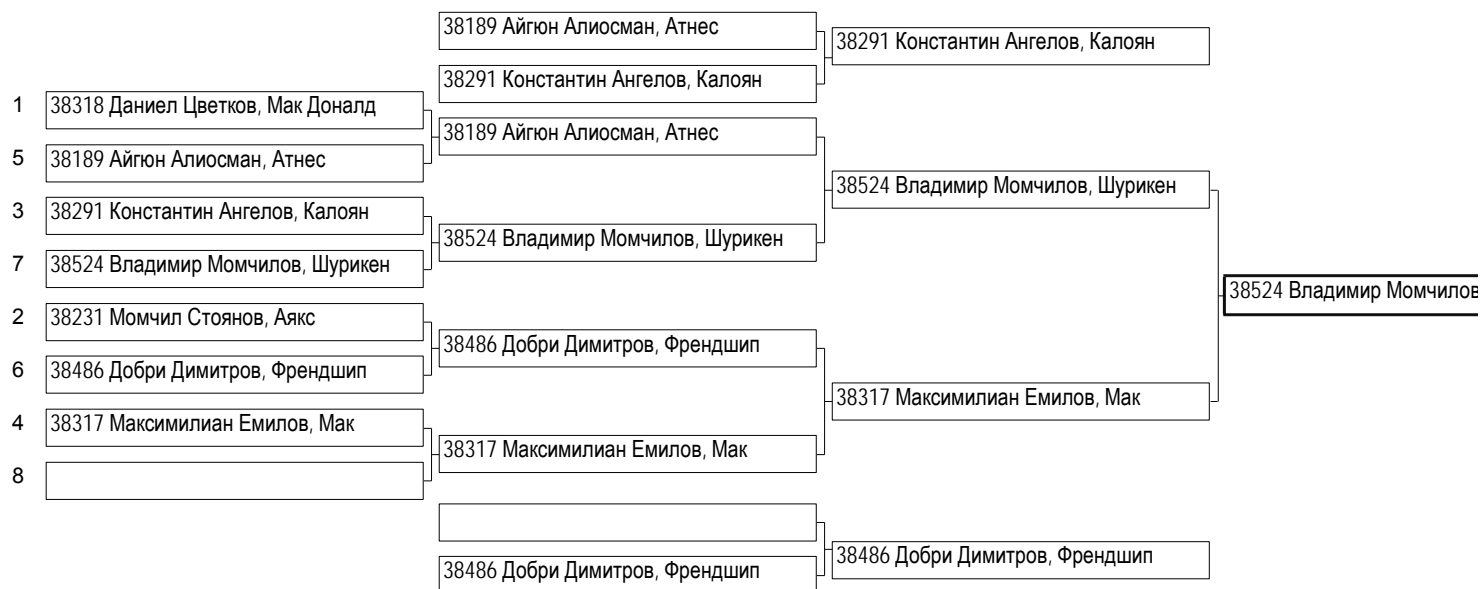 38189 Айгюн Алиосман, Атнес
38291 Константин Ангелов, Калоян
38291 Константин Ангелов, Калоян
1 38318 Даниел Цветков, Мак Доналд
38189 Айгюн Алиосман, Атнес
5 38189 Айгюн Алиосман, Атнес
38524 Владимир Момчилов, Шурикен
3 38291 Константин Ангелов, Калоян
38524 Владимир Момчилов, Шурикен
7 38524 Владимир Момчилов, Шурикен
38524 Владимир Момчилов
2 38231 Момчил Стоянов, Аякс
38486 Добри Димитров, Френдшип
6 38486 Добри Димитров, Френдшип
38317 Максимилиан Емилов, Мак
4 38317 Максимилиан Емилов, Мак
38317 Максимилиан Емилов, Мак
8
38486 Добри Димитров, Френдшип
38486 Добри Димитров, Френдшип